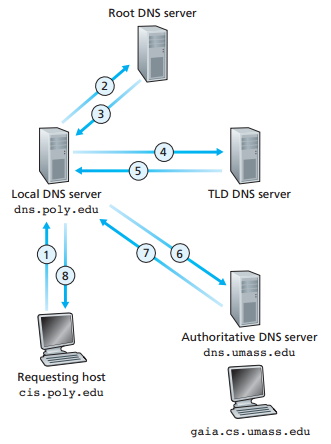 Root DNS server
2
3
4
5
Local DNS server
dns.poly.edu
TLD DNS server
1
8
7
6
Requesting host
cis.poly.edu
Authoritative DNS server
dns.umass.edu
gaia.cs.umass.edu